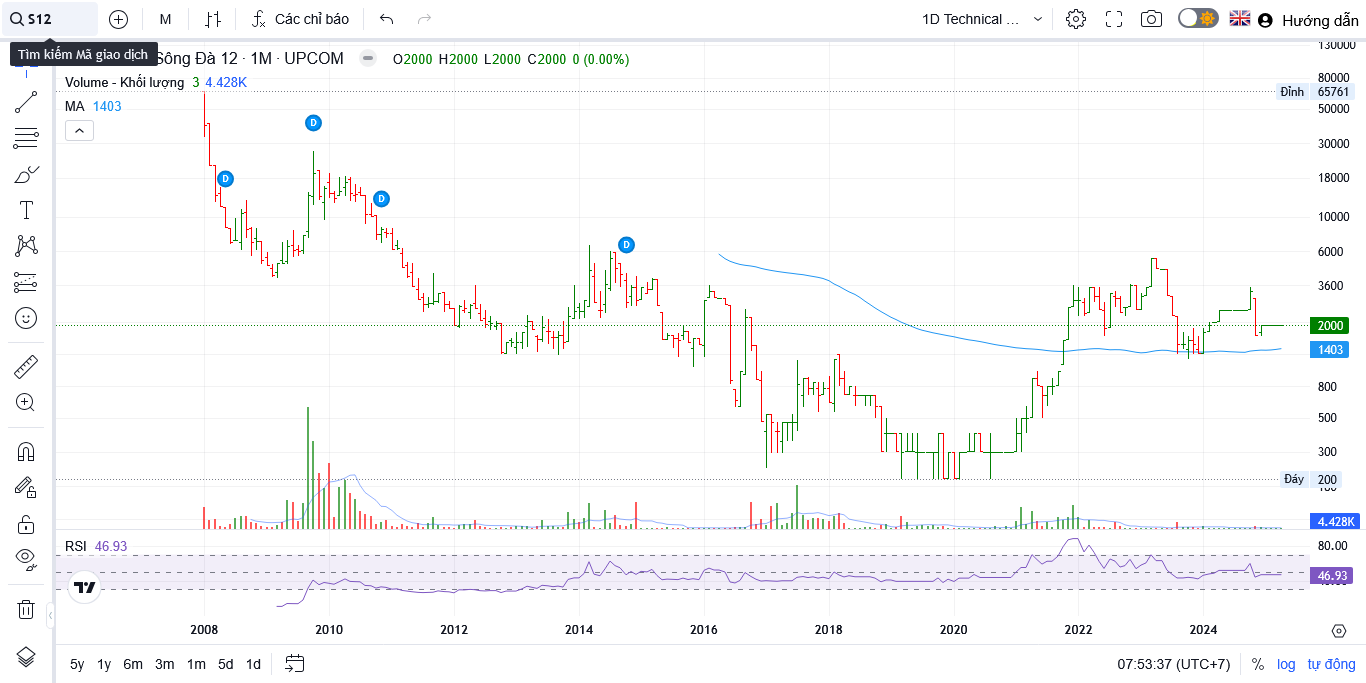 S12
M
Các chỉ báo
1D Technical ...
Hướng dẫn
Tìm kiếm Mã giao dịch
Sông Đà 12 · 1M · UPCOM
O2000 H2000 L2000 C2000 0 (0.00%)
Volume - Khối lượng 3 4.428K
MA 1403
D
D
D
D
130000
80000
Đỉnh 65761
50000
30000
18000
10000
6000
3600
2000
1403
800
500
300
Đáy 200
4.428K
RSI 46.93
80.00
46.93
2008 2010 2012 2014 2016 2018 2020 2022 2024
5y 1y 6m 3m 1m 5d 1d
07:53:37 (UTC+7) % log tự động